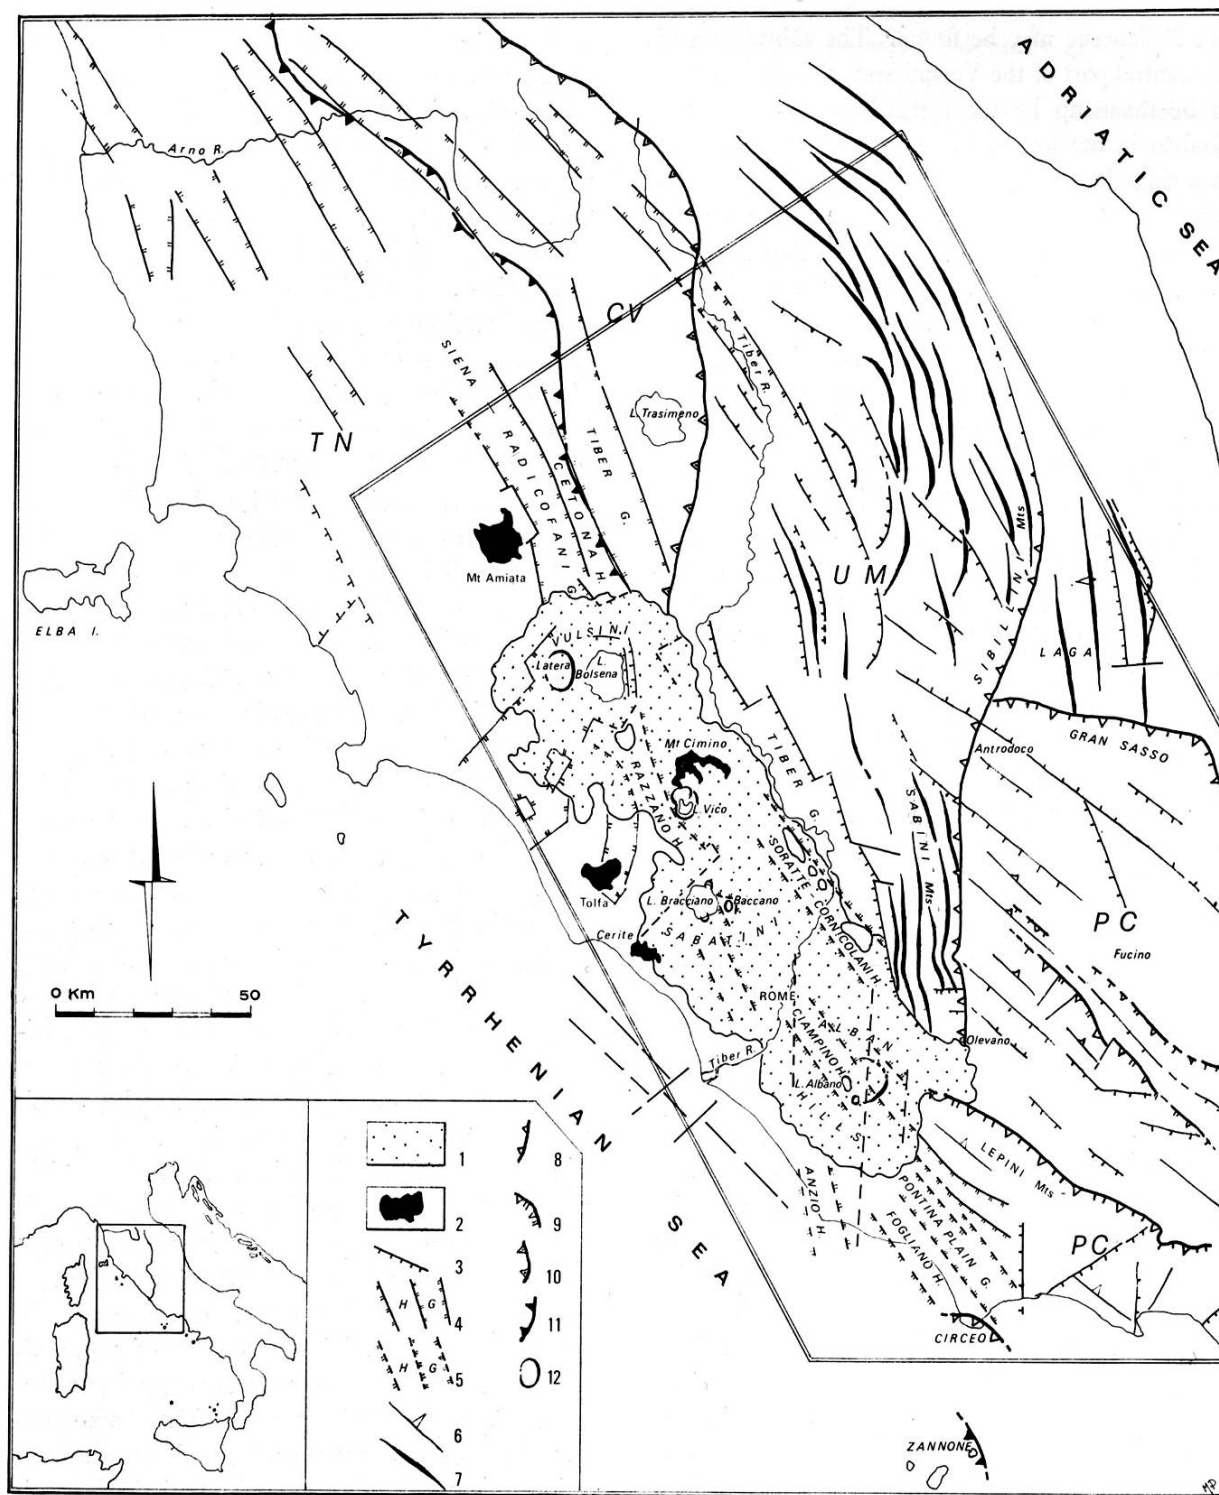 ADRIATIC SEA
Arno R.
CV
Tiber R.
SIENA
L. Trasimeno
TN
RADICOFANI G.
CETONA H.
TIBER G.
Mt Amiata
UM
SIBILLINI Mts
ELBA I.
VULSINI
LAGA
Latera
L. Bolsena
GRAN SASSO
Mt Cimino
TIBER G.
Antrodoco
RAZZANO H.
L. Vico
SABINI Mts
SORATTE-CORNICOLANI H.
Tolfa
L. Bracciano
Baccano
PC
Cerite
SABATINI
Fucino
TYRRHENIAN SEA
0 Km 50
ROME
CIAMPINO H.
ALBAN HILLS
Olevano
Tiber R.
L. Albano
LEPINI Mts
ANZIO H.
PONTINA PLAIN G.
FOGLIANO H.
PC
CIRCEO
ZANNONE
1
2
3
H G 4
H G 5
6
7
8
9
10
11
12
MP